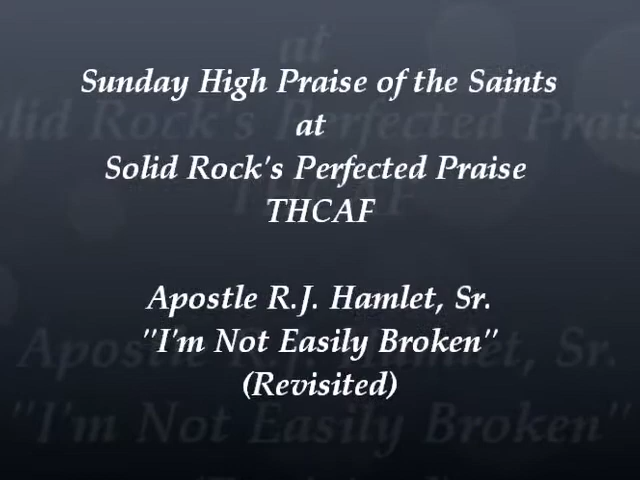 Sunday High Praise of the Saints
at
Solid Rock's Perfected Praise
THCAF
Apostle R.J. Hamlet, Sr.
"I'm Not Easily Broken"
(Revisited)